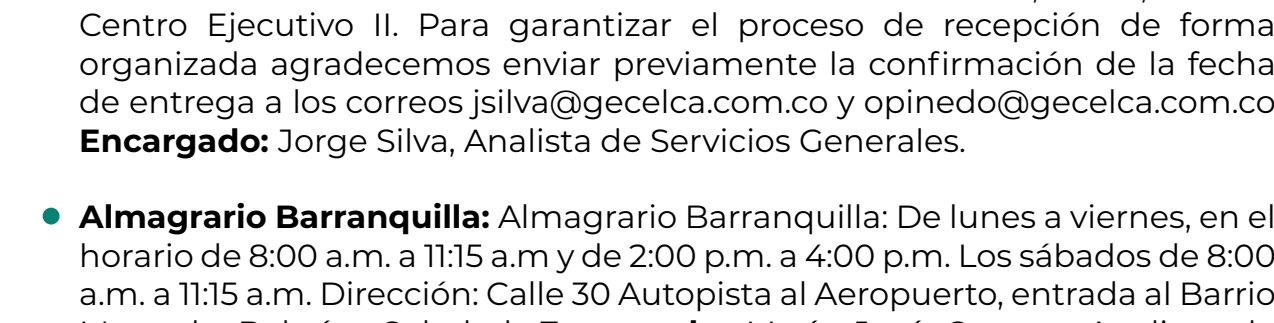 Centro Ejecutivo II. Para garantizar el proceso de recepción de forma
organizada agradecemos enviar previamente la confirmación de la fecha
de entrega a los correos jsilva@gecelca.com.co y opinedo@gecelca.com.co
Encargado: Jorge Silva, Analista de Servicios Generales.
Almagrario Barranquilla: Almagrario Barranquilla: De lunes a viernes, en el
horario de 8:00 a.m. a 11:15 a.m y de 2:00 p.m. a 4:00 p.m. Los sábados de 8:00
a.m. a 11:15 a.m. Dirección: Calle 30 Autopista al Aeropuerto, entrada al Barrio